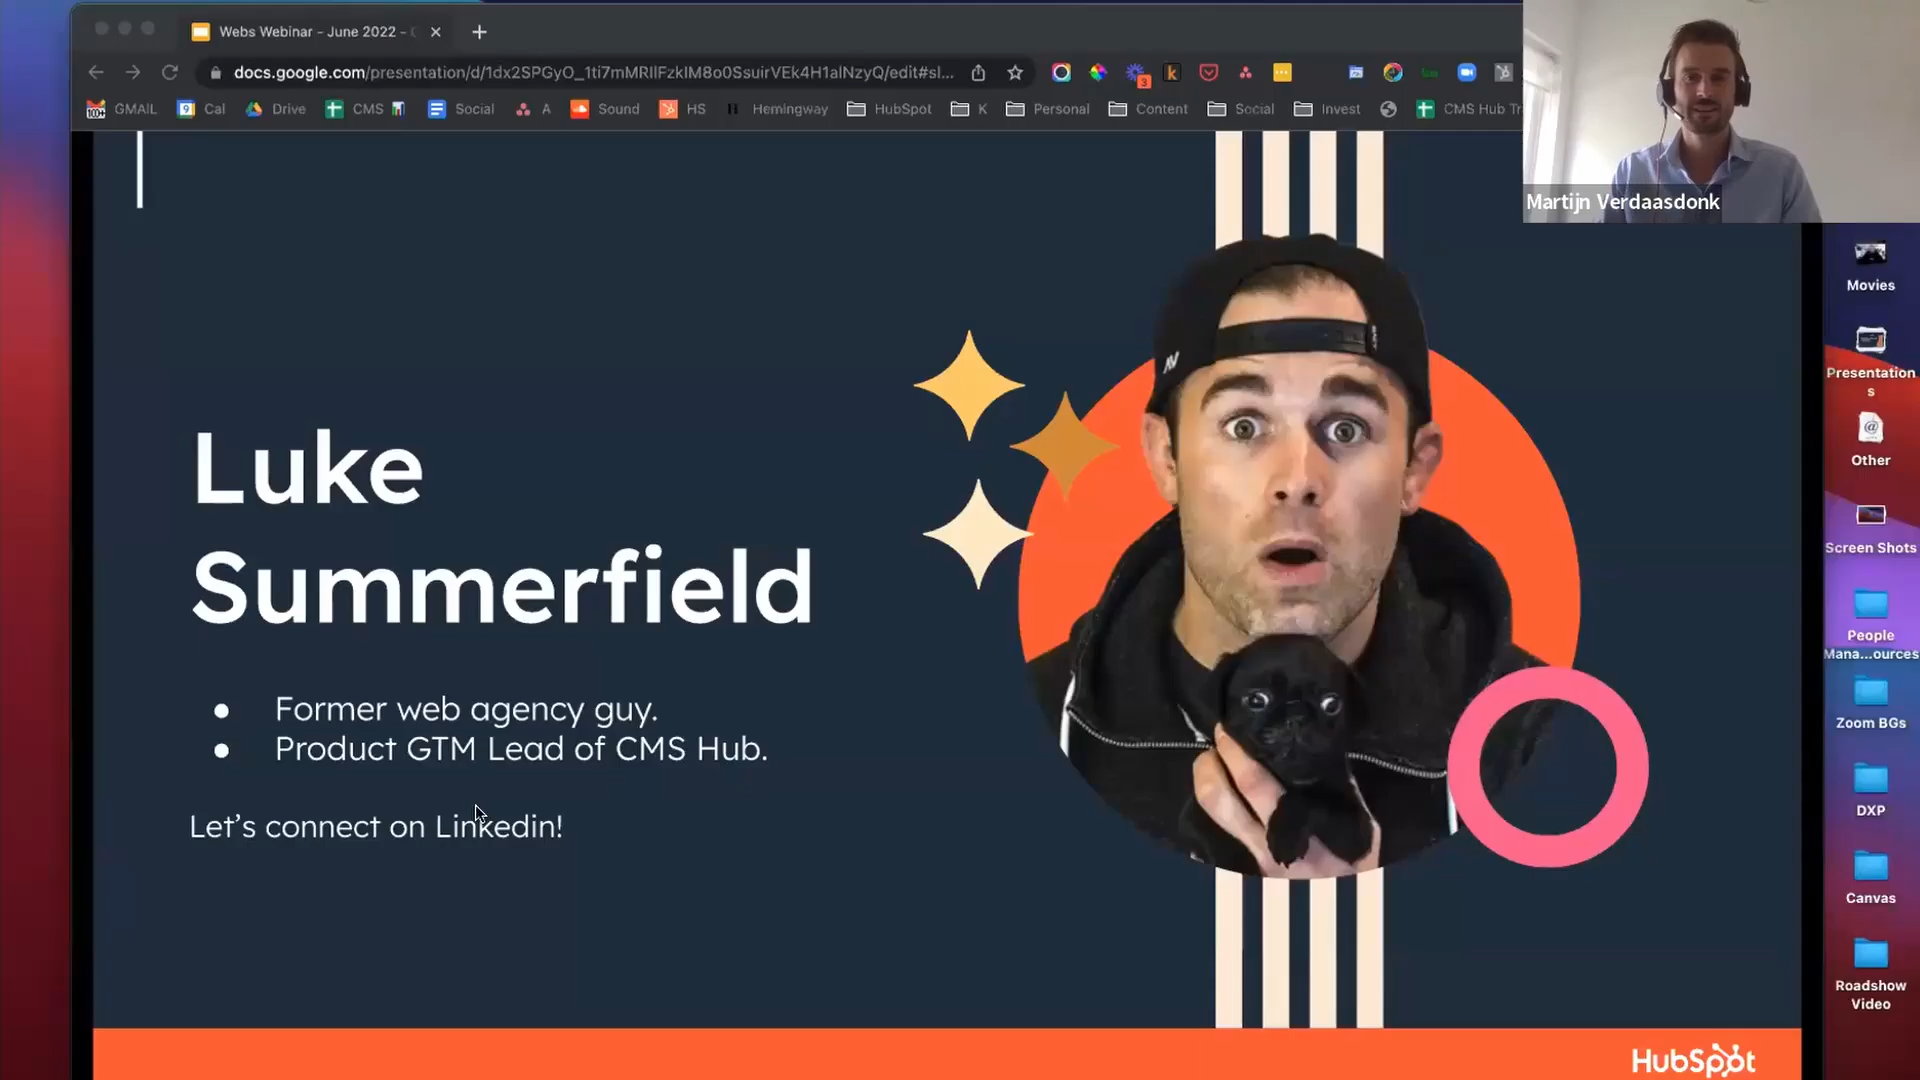 Webs Webinar - June 2022 -
docs.google.com/presentation/d/1dx2SPGyO_1ti7mMRIlFzkIM8o0SsuirVEk4H1alNzyQ/edit#sl...
3
GMAIL
Cal
Drive
CMS
Social
A
Sound
HS
Hemingway
HubSpot
K
Personal
Content
Social
Invest
CMS Hub Tr
Martijn Verdaasdonk
Luke
Summerfield
● Former web agency guy.
● Product GTM Lead of CMS Hub.
Let's connect on Linkedin!
HubSpot
Movies
Presentation
s
Other
Screen Shots
People
Mana...ources
Zoom BGs
DXP
Canvas
Roadshow
Video